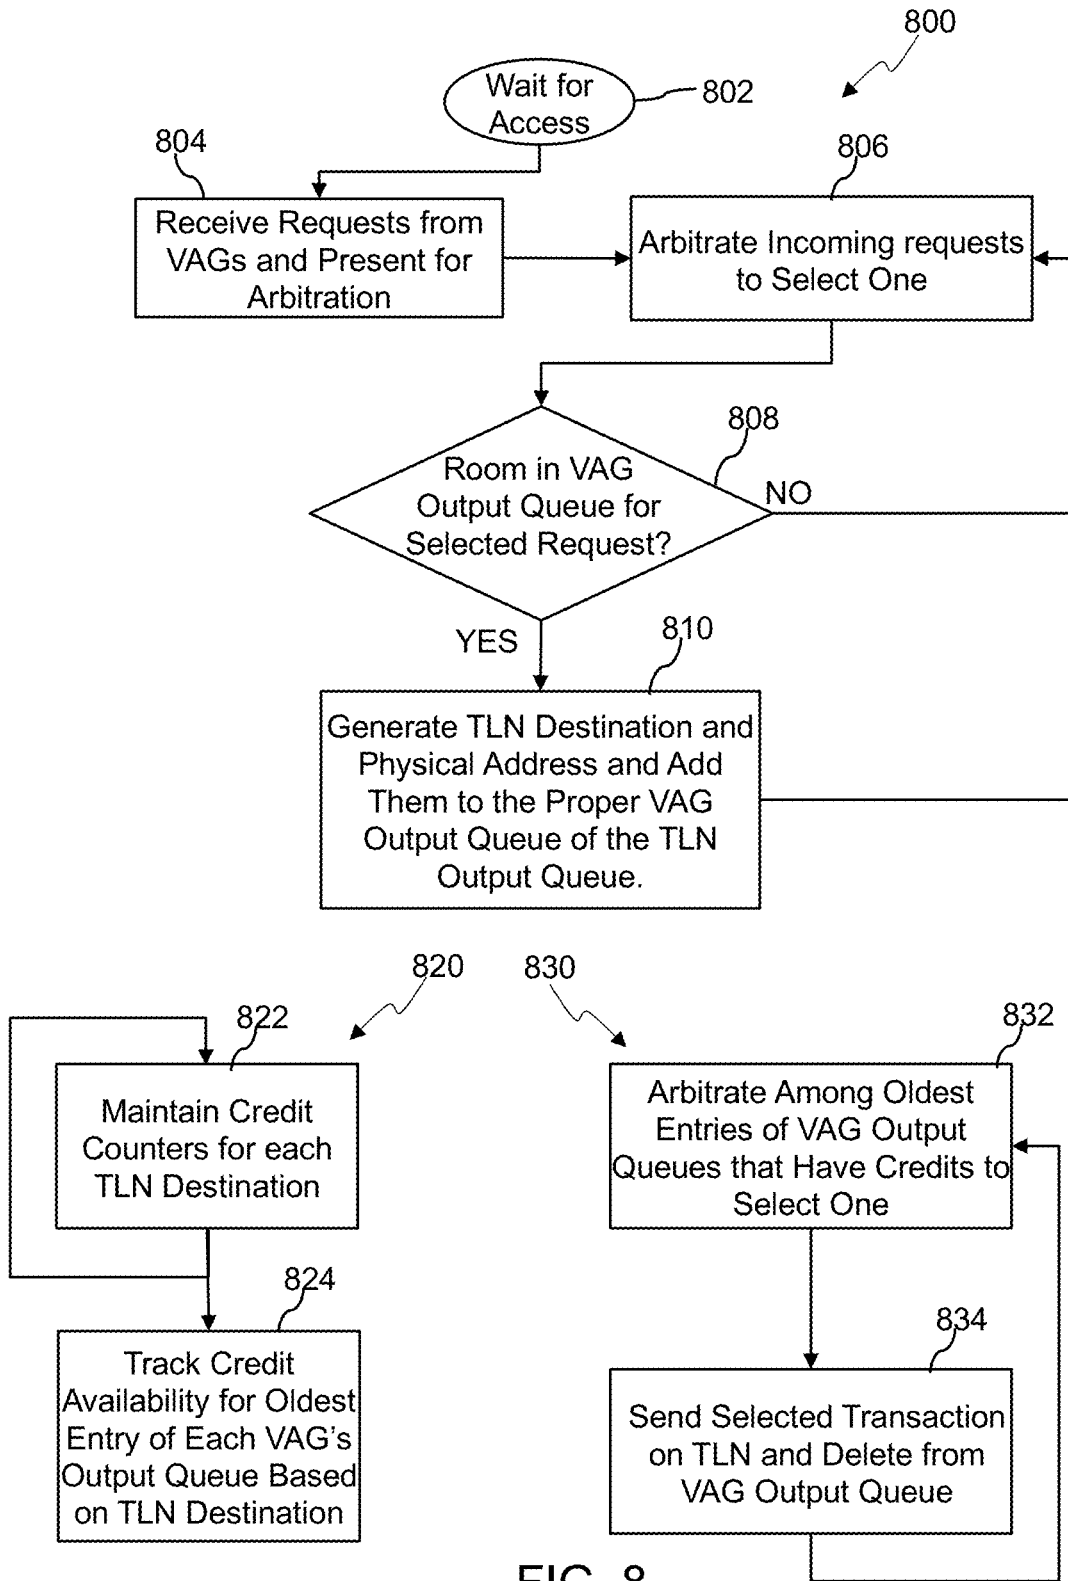 800
Wait for
Access
802
804
806
Receive Requests from
VAGs and Present for
Arbitration
Arbitrate Incoming requests
to Select One
808
Room in VAG
Output Queue for
Selected Request?
NO
YES
810
Generate TLN Destination and
Physical Address and Add
Them to the Proper VAG
Output Queue of the TLN
Output Queue.
820
830
822
832
Maintain Credit
Counters for each
TLN Destination
Arbitrate Among Oldest
Entries of VAG Output
Queues that Have Credits to
Select One
824
834
Track Credit
Availability for Oldest
Entry of Each VAG's
Output Queue Based
on TLN Destination
Send Selected Transaction
on TLN and Delete from
VAG Output Queue
FIG. 8